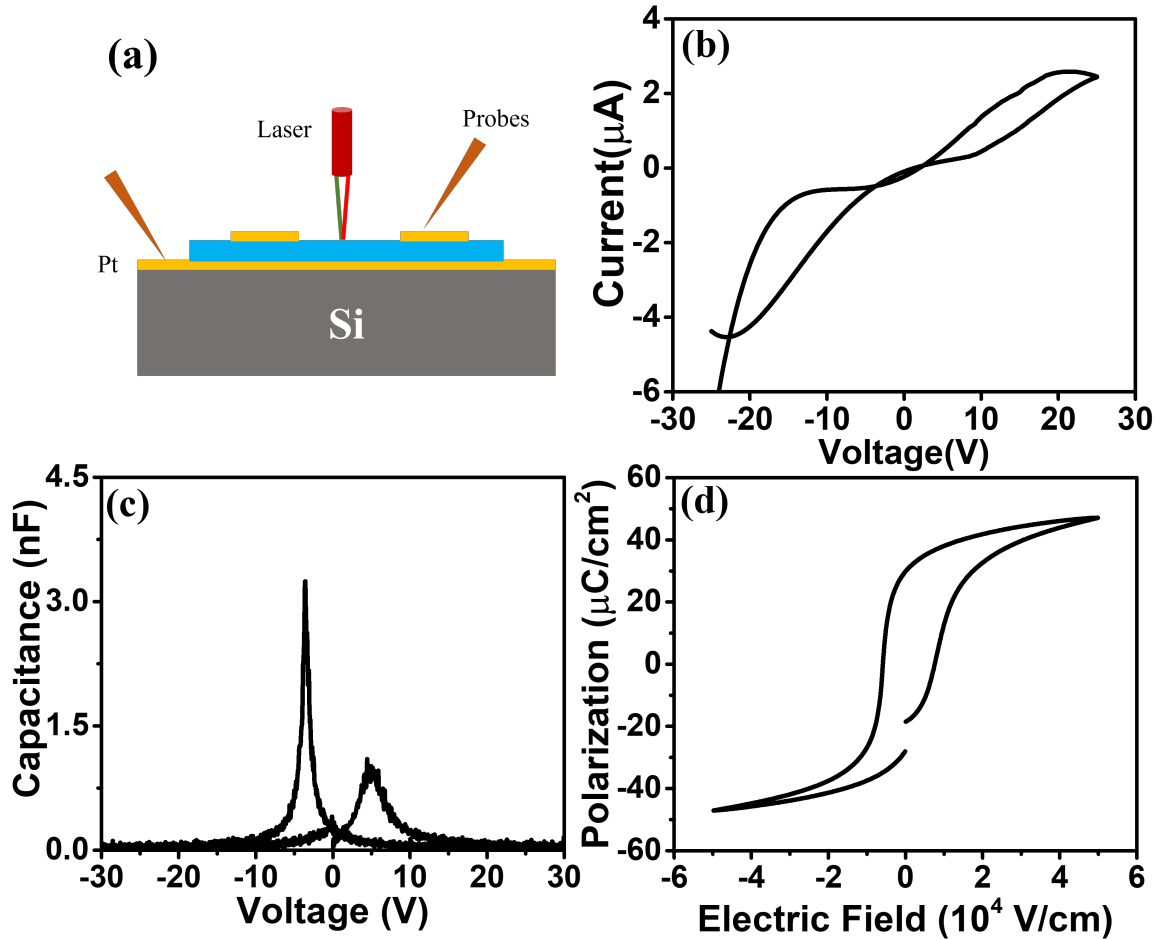 (a)
Laser
Probes
Pt
Si
(b)
Current(μA)
4
2
0
-2
-4
-6
-30 -20 -10 0 10 20 30
Voltage(V)
(c)
Capacitance (nF)
4.5
3.0
1.5
0.0
-30 -20 -10 0 10 20 30
Voltage (V)
(d)
Polarization (μC/cm²)
60
40
20
0
-20
-40
-60
-6 -4 -2 0 2 4 6
Electric Field (10⁴ V/cm)